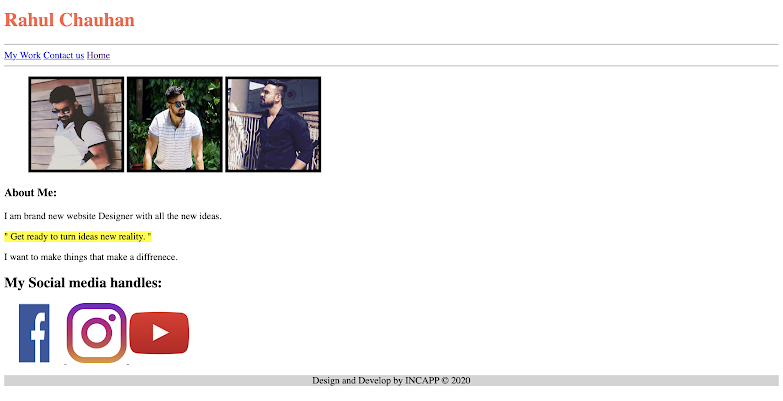 Rahul Chauhan
My Work Contact us Home
About Me:
I am brand new website Designer with all the new ideas.
" Get ready to turn ideas new reality. "
I want to make things that make a diffrenece.
My Social media handles:
Design and Develop by INCAPP © 2020